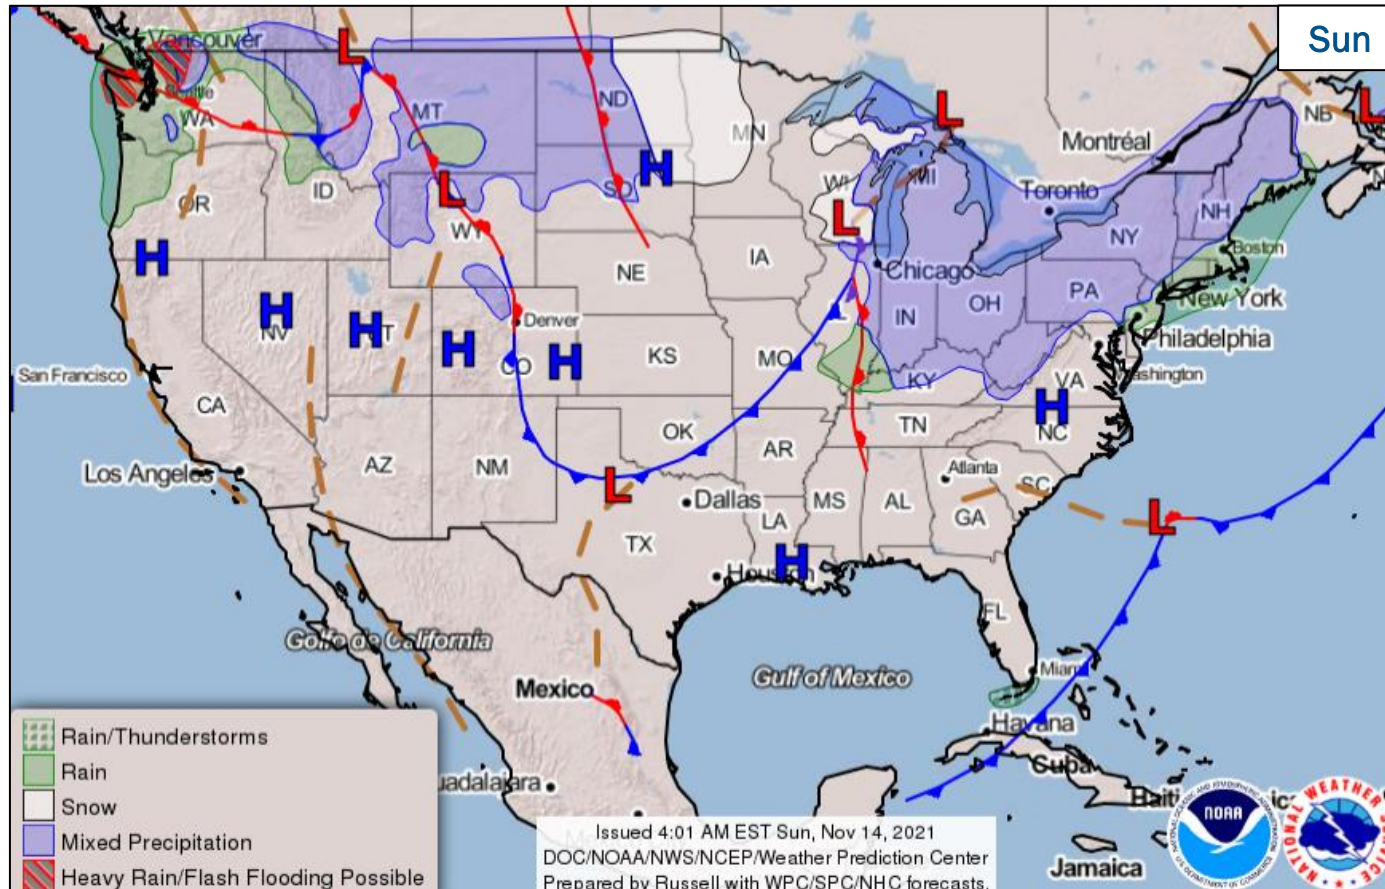 Sun
Vancouver
Seattle
WA
MT
ND
MN
NB
Montréal
L
L
L
L
H
SD
WI
MI
Toronto
NH
OR
ID
L
WY
L
NY
Boston
H
IA
Chicago
NE
IN
OH
PA
New York
H
NV
H
H
Denver
CO
H
KS
MO
KY
VA
Philadelphia
Washington
San Francisco
CA
H
NC
OK
TN
AR
Los Angeles
AZ
NM
L
Dallas
Atlanta
SC
MS
AL
GA
LA
L
TX
Houston
H
FL
Golfo de California
Gulf of Mexico
Miami
Mexico
Havana
Cuba
Jamaica
Rain/Thunderstorms
Rain
Snow
Mixed Precipitation
Heavy Rain/Flash Flooding Possible
Issued 4:01 AM EST Sun, Nov 14, 2021
DOC/NOAA/NWS/NCEP/Weather Prediction Center
Prepared by Russell with WPC/SPC/NHC forecasts.
NOAA
NATIONAL WEATHER SERVICE